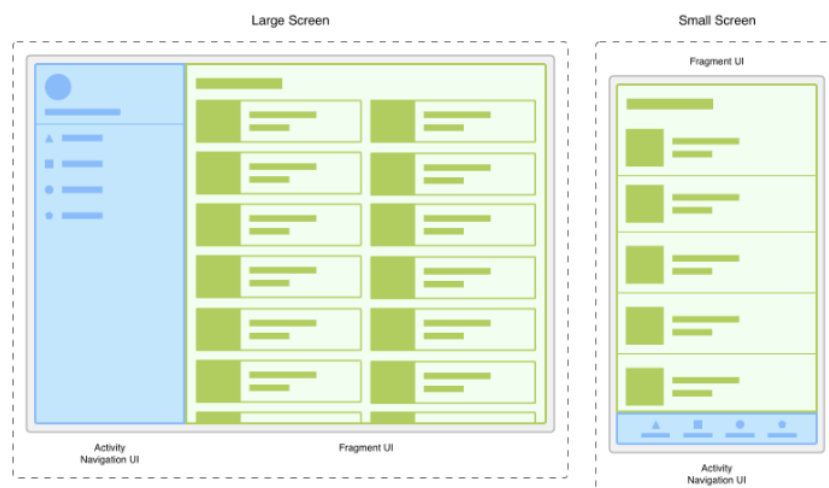 Large Screen
Small Screen
Fragment UI
Activity
Navigation UI
Fragment UI
Activity
Navigation UI